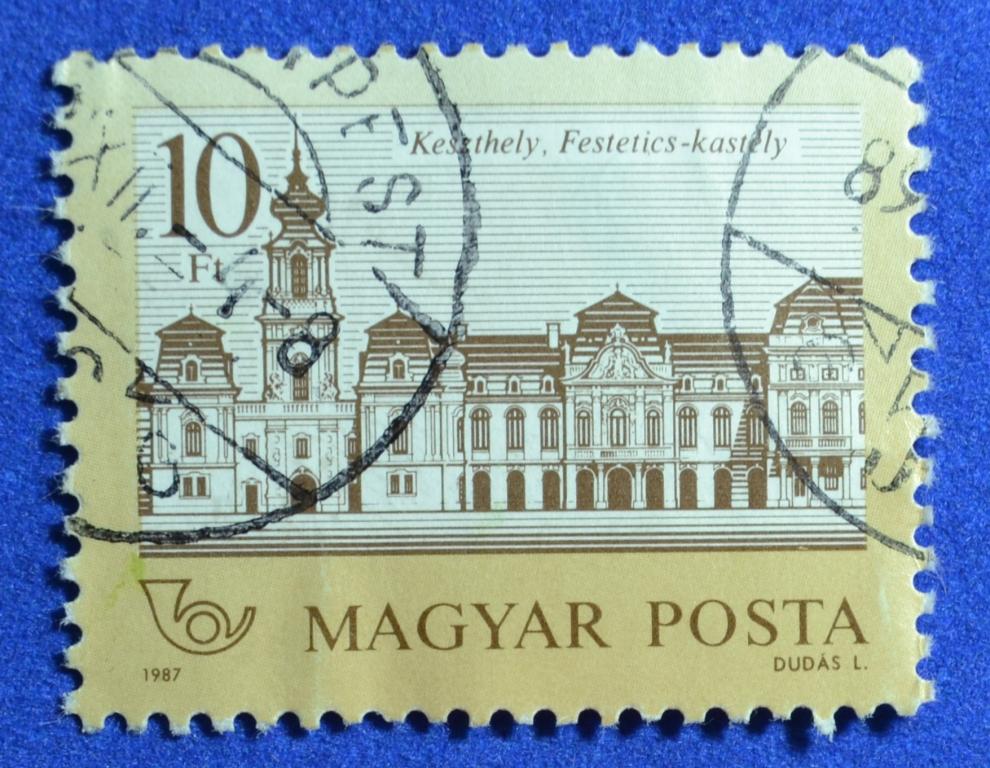 10
Ft
Keszthely, Festetics-kastély
MAGYAR POSTA
1987
DUDÁS L.